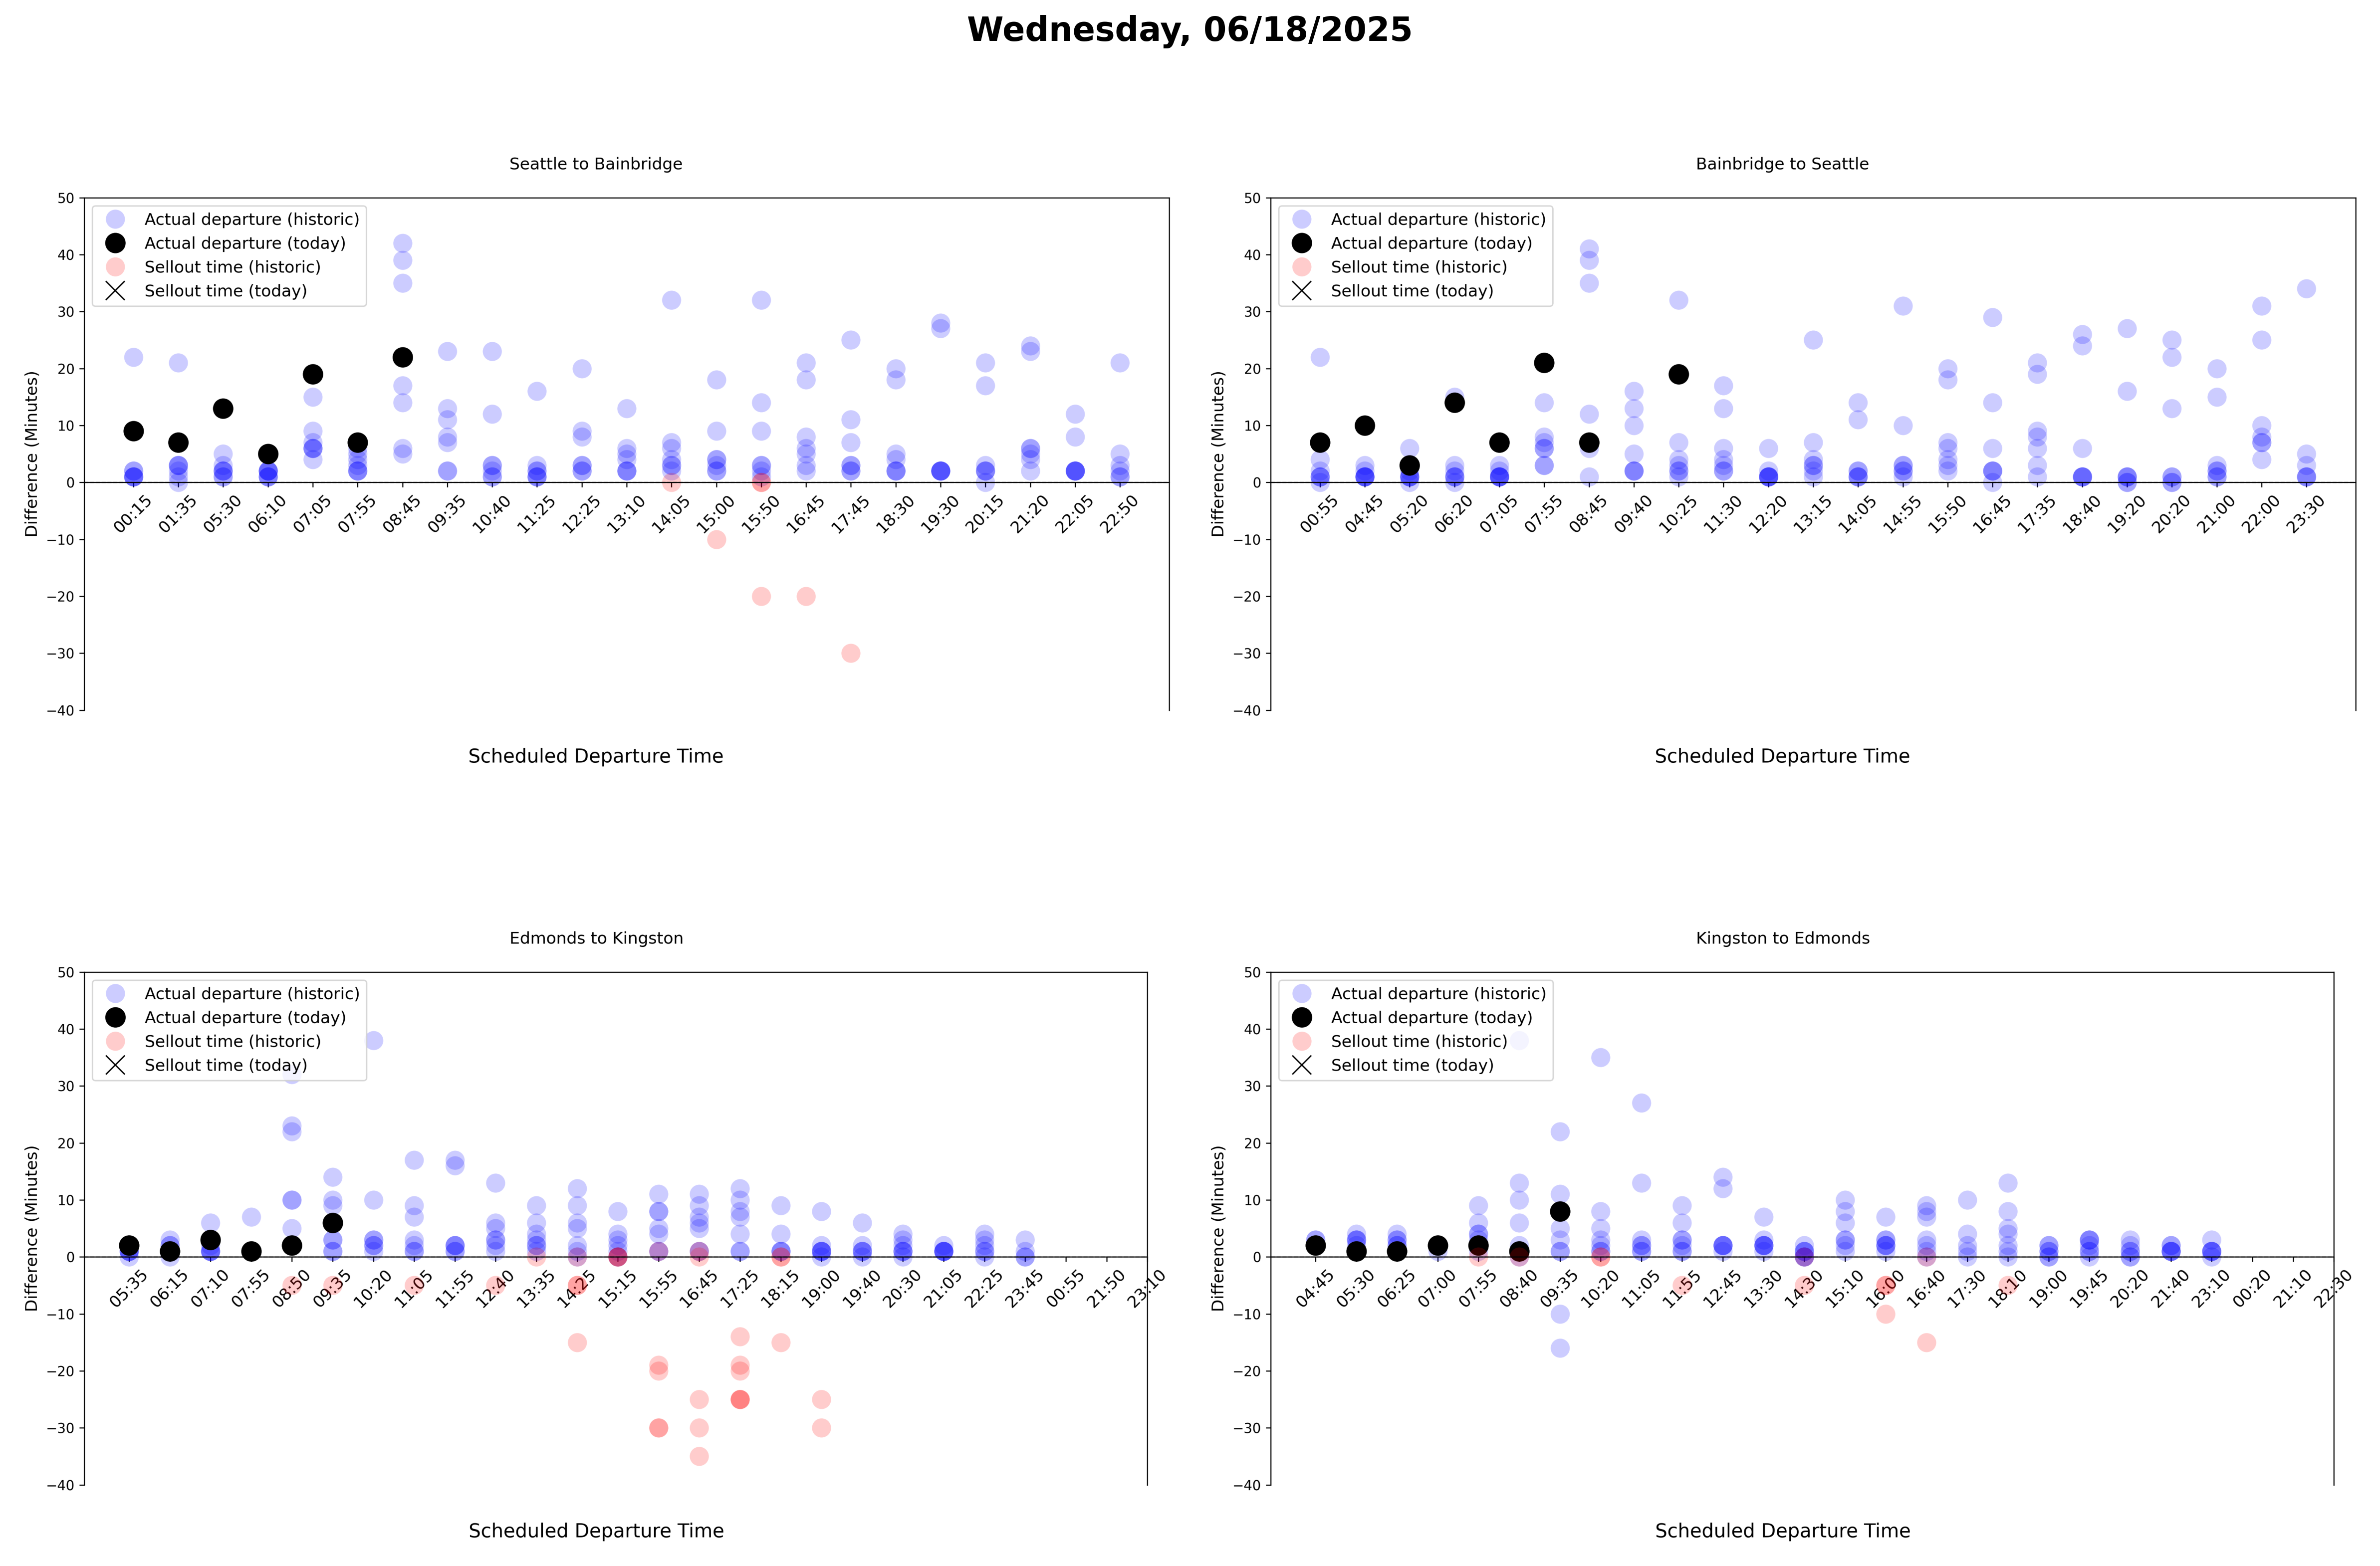 Wednesday, 06/18/2025
Seattle to Bainbridge
Difference (Minutes)
50
40
30
20
10
0
−10
−20
−30
−40
Actual departure (historic)
Actual departure (today)
Sellout time (historic)
Sellout time (today)
00:15 01:35 05:30 06:10 07:05 07:55 08:45 09:35 10:40 11:25 12:25 13:10 14:05 15:00 15:50 16:45 17:45 18:30 19:30 20:15 21:20 22:05 22:50
Scheduled Departure Time
Bainbridge to Seattle
Difference (Minutes)
50
40
30
20
10
0
−10
−20
−30
−40
Actual departure (historic)
Actual departure (today)
Sellout time (historic)
Sellout time (today)
00:55 04:45 05:20 06:20 07:05 07:55 08:45 09:40 10:25 11:30 12:20 13:15 14:05 14:55 15:50 16:45 17:35 18:40 19:20 20:20 21:00 22:00 23:30
Scheduled Departure Time
Edmonds to Kingston
Difference (Minutes)
50
40
30
20
10
0
−10
−20
−30
−40
Actual departure (historic)
Actual departure (today)
Sellout time (historic)
Sellout time (today)
05:35 06:15 07:10 07:55 08:50 09:35 10:20 11:05 11:55 12:40 13:35 14:25 15:15 15:55 16:45 17:25 18:15 19:00 19:40 20:30 21:05 22:25 23:45 00:55 21:50 23:10
Scheduled Departure Time
Kingston to Edmonds
Difference (Minutes)
50
40
30
20
10
0
−10
−20
−30
−40
Actual departure (historic)
Actual departure (today)
Sellout time (historic)
Sellout time (today)
04:45 05:30 06:25 07:00 07:55 08:40 09:35 10:20 11:05 11:55 12:45 13:30 14:30 15:10 16:00 16:40 17:30 18:10 19:00 19:45 20:20 21:40 23:10 00:20 21:10 22:30
Scheduled Departure Time